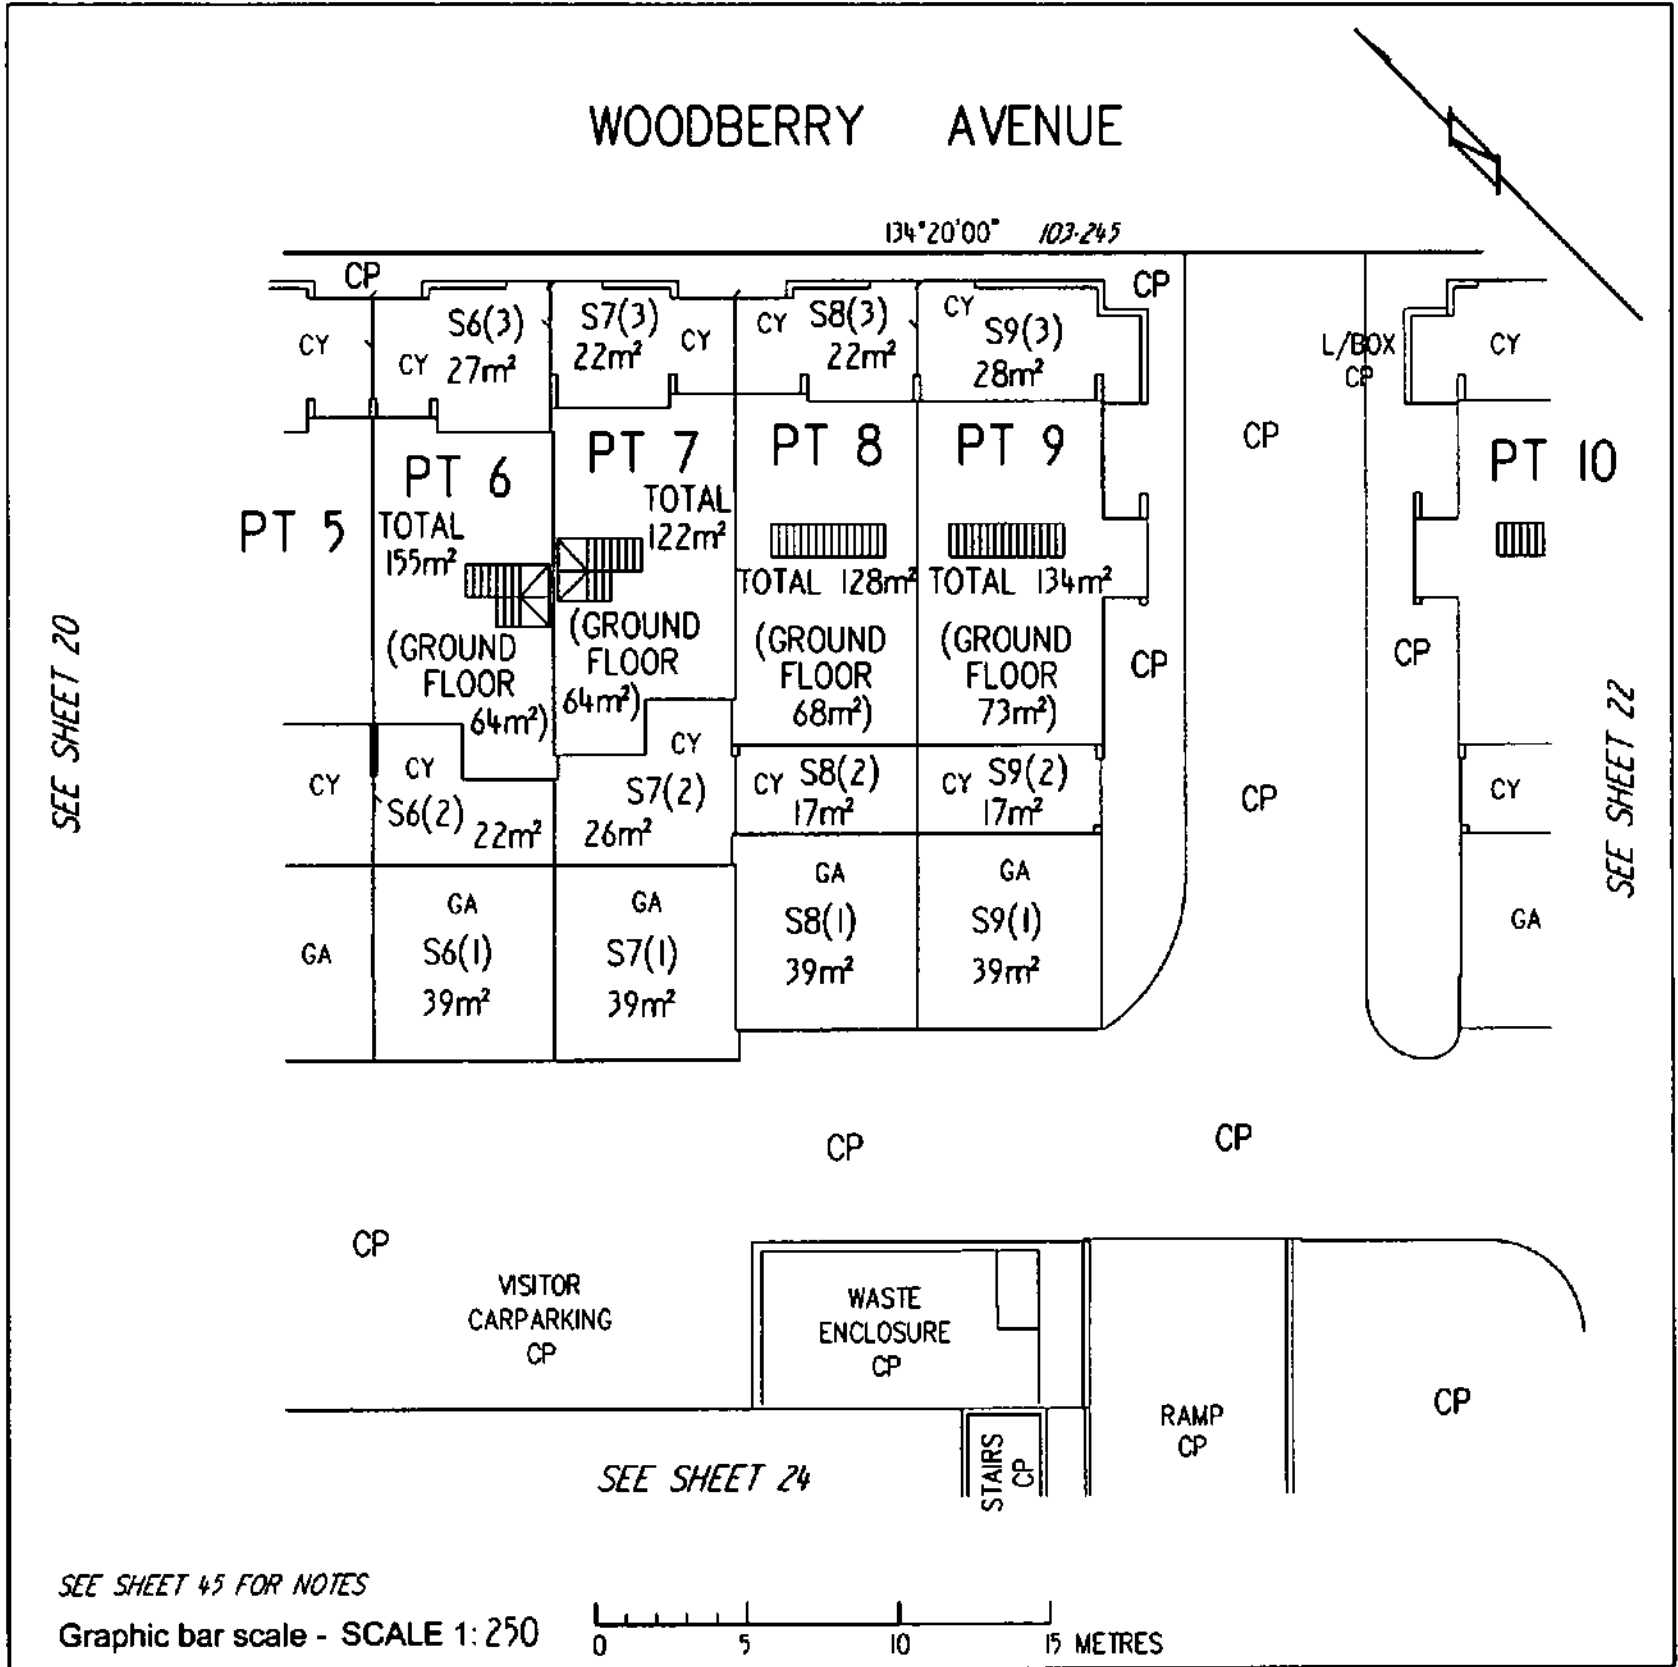 WOODBERRY AVENUE
134°20'00" 103·245
CP
CP
S6(3)
27m²
CY
CY
S7(3)
22m²
CY
CY
S8(3)
22m²
CY
S9(3)
28m²
L/BOX
CP
CY
CP
PT 5
PT 6
TOTAL
155m²
(GROUND
FLOOR
64m²)
PT 7
TOTAL
122m²
(GROUND
FLOOR
64m²)
PT 8
TOTAL 128m²
(GROUND
FLOOR
68m²)
PT 9
TOTAL 134m²
(GROUND
FLOOR
73m²)
PT 10
CP
CP
SEE SHEET 20
SEE SHEET 22
CY
CY
S6(2) 22m²
CY
S7(2)
26m²
CY S8(2)
17m²
CY S9(2)
17m²
CP
CY
GA
GA
S6(1)
39m²
GA
S7(1)
39m²
GA
S8(1)
39m²
GA
S9(1)
39m²
GA
CP
CP
CP
VISITOR
CARPARKING
CP
WASTE
ENCLOSURE
CP
RAMP
CP
CP
STAIRS
CP
SEE SHEET 24
SEE SHEET 45 FOR NOTES
Graphic bar scale - SCALE 1: 250
0 5 10 15 METRES